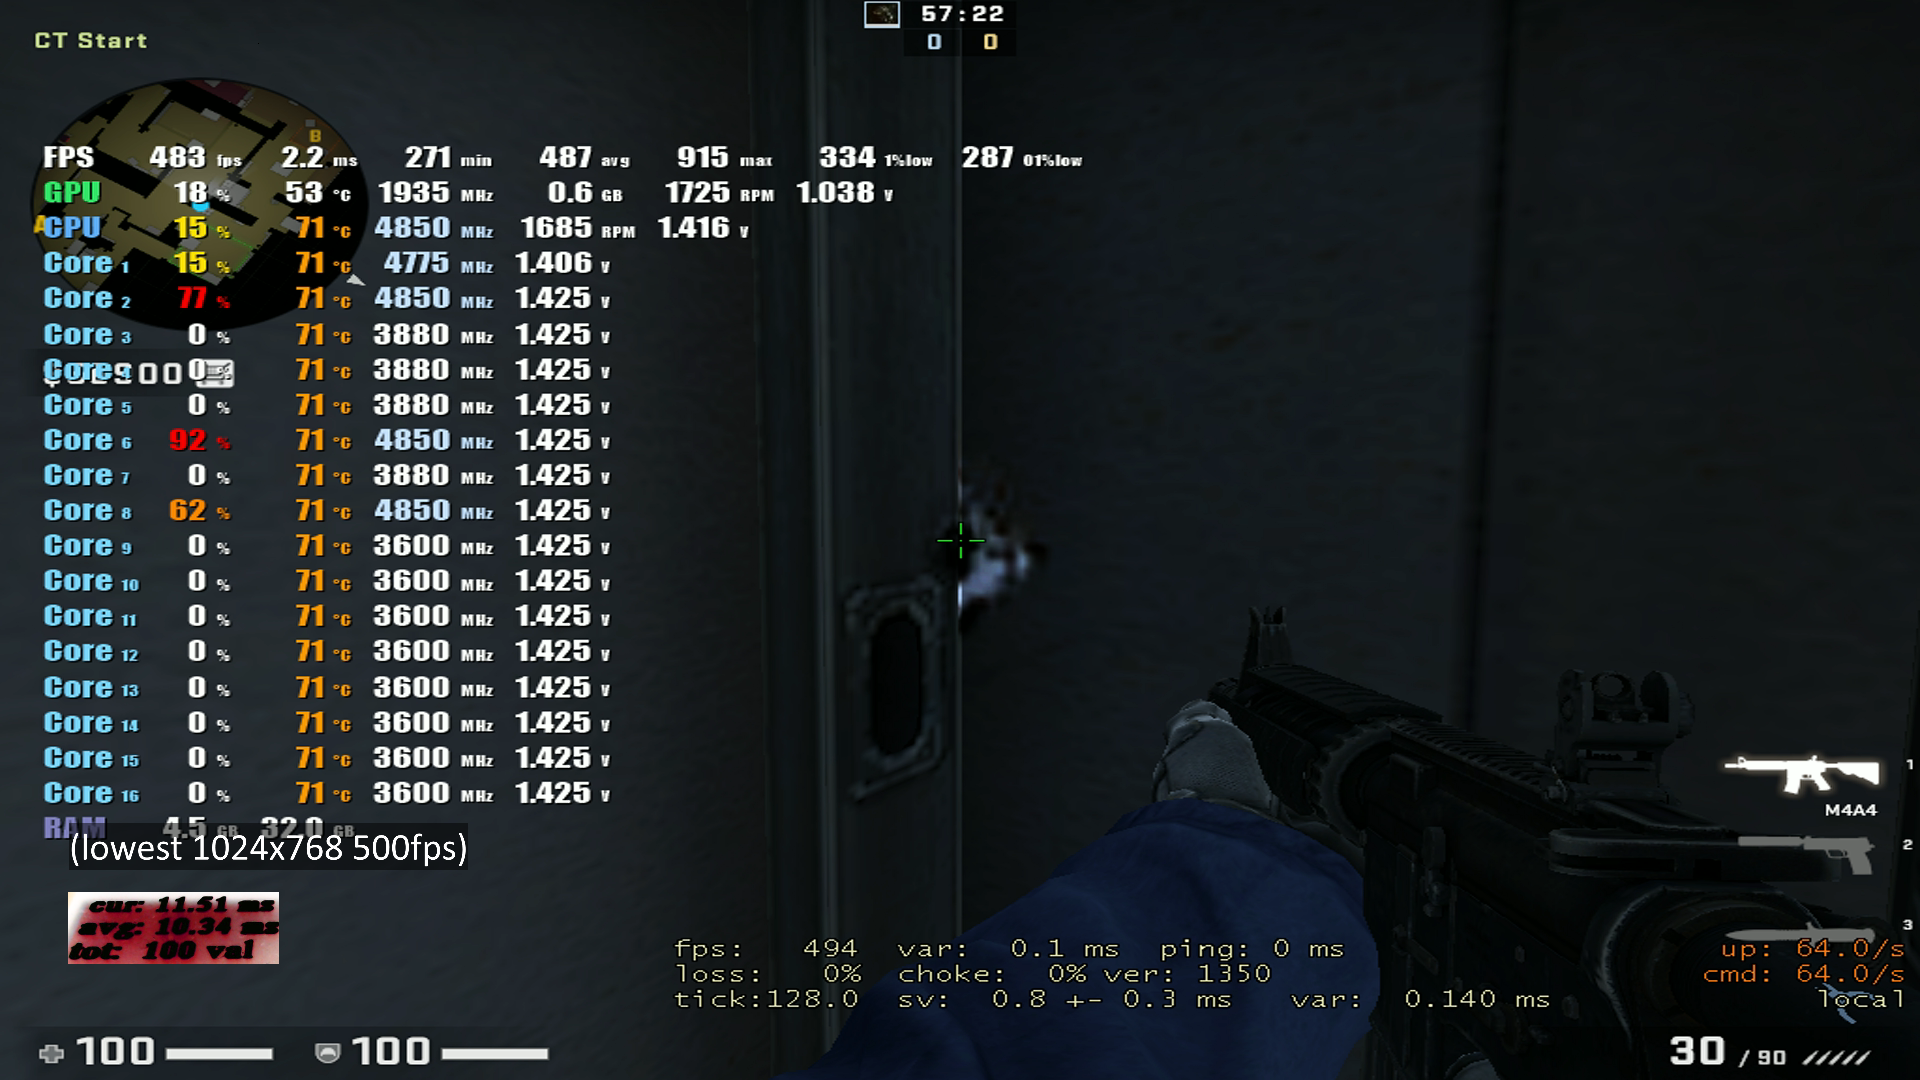 57:22
0 0
CT Start
B
A
FPS 483 fps 2.2 ms 271 min 487 avg 915 max 334 1%low 287 01%low
GPU 18 % 53 °C 1935 MHz 0.6 GB 1725 RPM 1.038 V
CPU 15 % 71 °C 4850 MHz 1685 RPM 1.416 V
Core 1 15 % 71 °C 4775 MHz 1.406 V
Core 2 77 % 71 °C 4850 MHz 1.425 V
Core 3 0 % 71 °C 3880 MHz 1.425 V
Core 0 71 °C 3880 MHz 1.425 V
Core 5 0 % 71 °C 3880 MHz 1.425 V
Core 6 92 % 71 °C 4850 MHz 1.425 V
Core 7 0 % 71 °C 3880 MHz 1.425 V
Core 8 62 % 71 °C 4850 MHz 1.425 V
Core 9 0 % 71 °C 3600 MHz 1.425 V
Core 10 0 % 71 °C 3600 MHz 1.425 V
Core 11 0 % 71 °C 3600 MHz 1.425 V
Core 12 0 % 71 °C 3600 MHz 1.425 V
Core 13 0 % 71 °C 3600 MHz 1.425 V
Core 14 0 % 71 °C 3600 MHz 1.425 V
Core 15 0 % 71 °C 3600 MHz 1.425 V
Core 16 0 % 71 °C 3600 MHz 1.425 V
RAM 4.5 GB 32.0 GB
(lowest 1024x768 500fps)
cur: 11.51 ms
avg: 10.34 ms
tot: 100 val
1
M4A4
2
3
fps: 494 var: 0.1 ms ping: 0 ms up: 64.0/s
loss: 0% choke: 0% ver: 1350 cmd: 64.0/s
tick:128.0 sv: 0.8 +- 0.3 ms var: 0.140 ms local
100 100 30 / 90